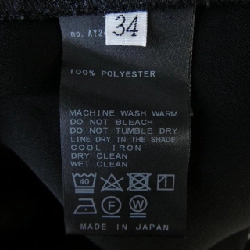 34
100% POLYESTER
MACHINE WASH WARM
DO NOT BLEACH
DO NOT TUMBLE DRY
LINE DRY IN THE SHADE
COOL IRON
DRY CLEAN
WET CLEAN
40
P W
MADE IN JAPAN